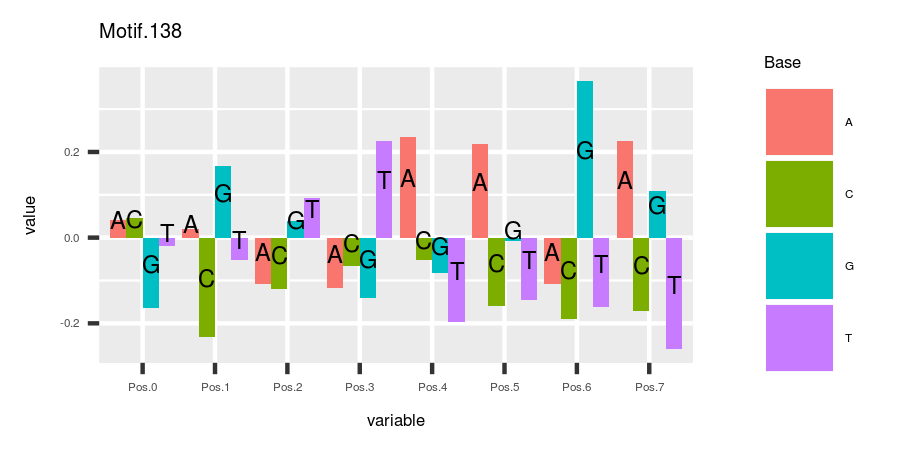 Motif.138
Base
A
C
G
T
value
0.2
0.0
-0.2
A C G T A C G T A C G T A C G T A C G T A C G T A C G T A C G T
Pos.0 Pos.1 Pos.2 Pos.3 Pos.4 Pos.5 Pos.6 Pos.7
variable